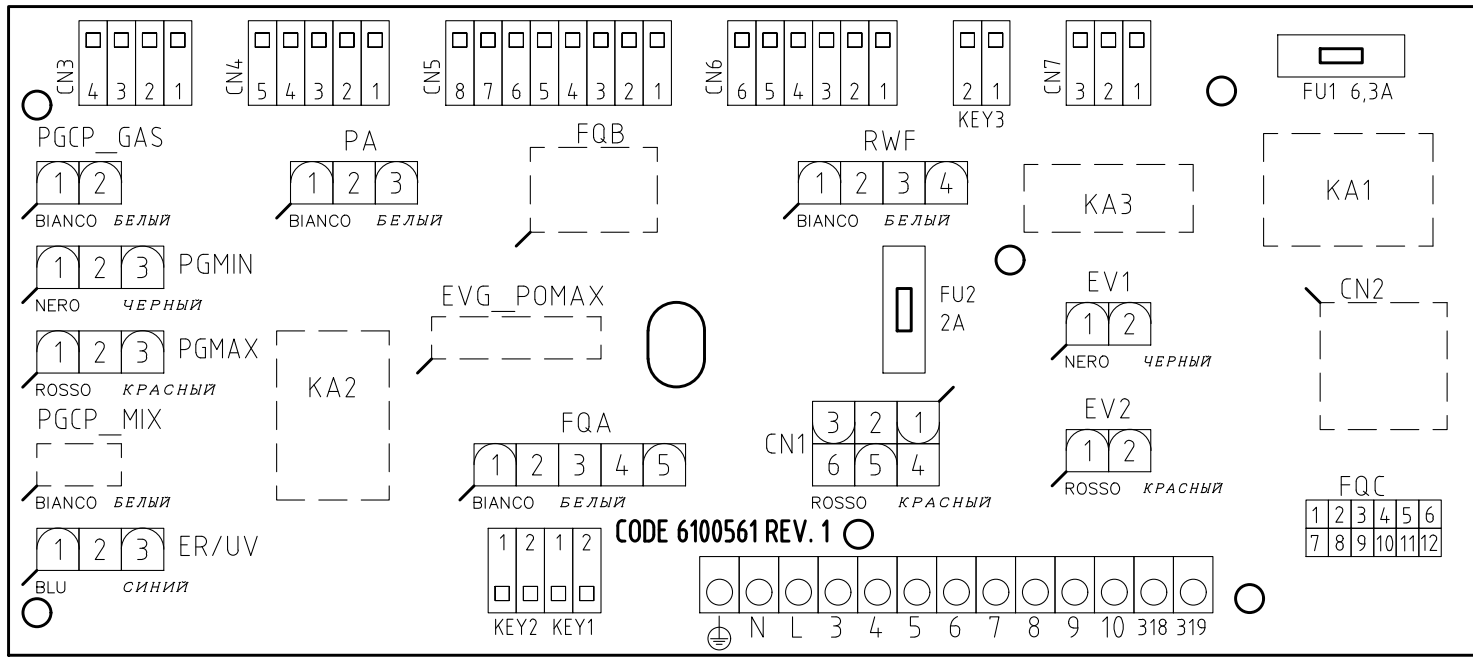 CN3 4 3 2 1
CN4 5 4 3 2 1
CN5 8 7 6 5 4 3 2 1
CN6 6 5 4 3 2 1
2 1
KEY3
CN7 3 2 1
FU1 6,3A
PGCP_GAS
1 2
BIANCO БЕЛЫЙ
PA
1 2 3
BIANCO БЕЛЫЙ
FQB
RWF
1 2 3 4
BIANCO БЕЛЫЙ
KA3
KA1
1 2 3 PGMIN
NERO ЧЕРНЫЙ
EVG_POMAX
FU2
2A
EV1
1 2
NERO ЧЕРНЫЙ
CN2
1 2 3 PGMAX
ROSSO КРАСНЫЙ
KA2
PGCP_MIX
BIANCO БЕЛЫЙ
FQA
1 2 3 4 5
BIANCO БЕЛЫЙ
CN1
3 2 1
6 5 4
ROSSO КРАСНЫЙ
EV2
1 2
ROSSO КРАСНЫЙ
FQC
1 2 3 4 5 6
7 8 9 10 11 12
1 2 3 ER/UV
BLU СИНИЙ
CODE 6100561 REV. 1
1 2 1 2
KEY2 KEY1
N L 3 4 5 6 7 8 9 10 318 319